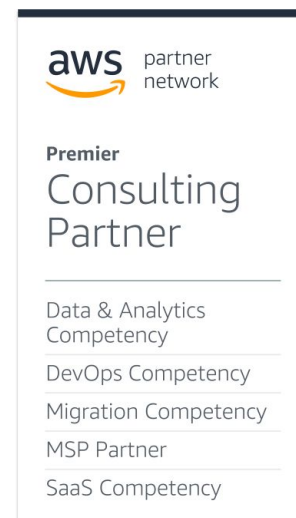 aws partner
network
Premier
Consulting
Partner
Data & Analytics
Competency
DevOps Competency
Migration Competency
MSP Partner
SaaS Competency